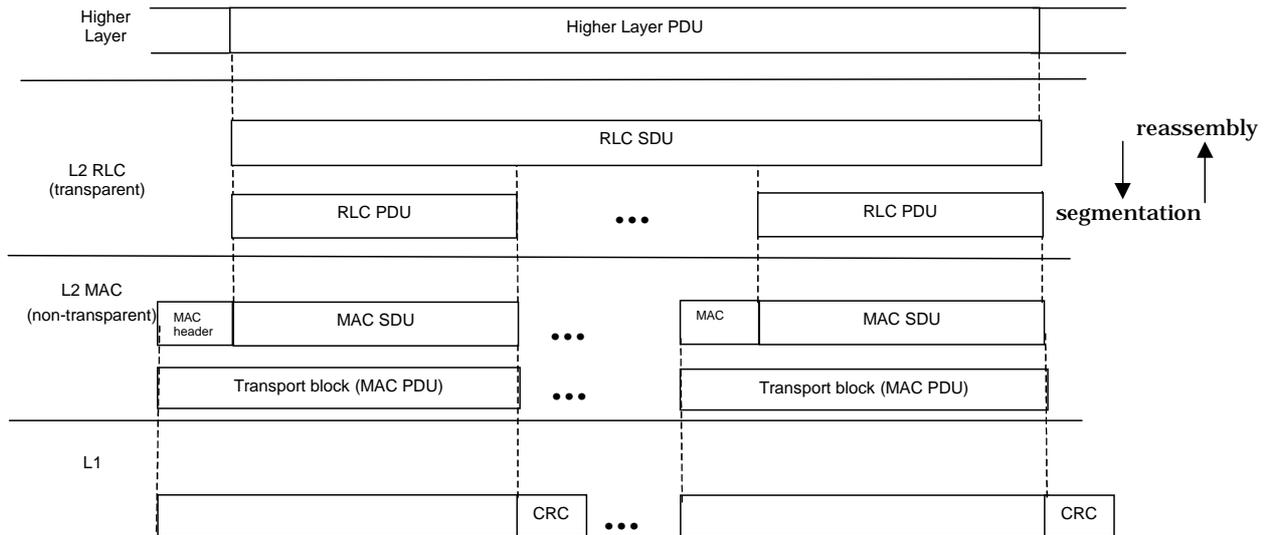 Higher
Layer
Higher Layer PDU
RLC SDU
reassembly
L2 RLC
(transparent)
RLC PDU
•••
RLC PDU
segmentation
L2 MAC
(non-transparent)
MAC
header
MAC SDU
•••
MAC
MAC SDU
Transport block (MAC PDU)
•••
Transport block (MAC PDU)
L1
CRC
•••
CRC